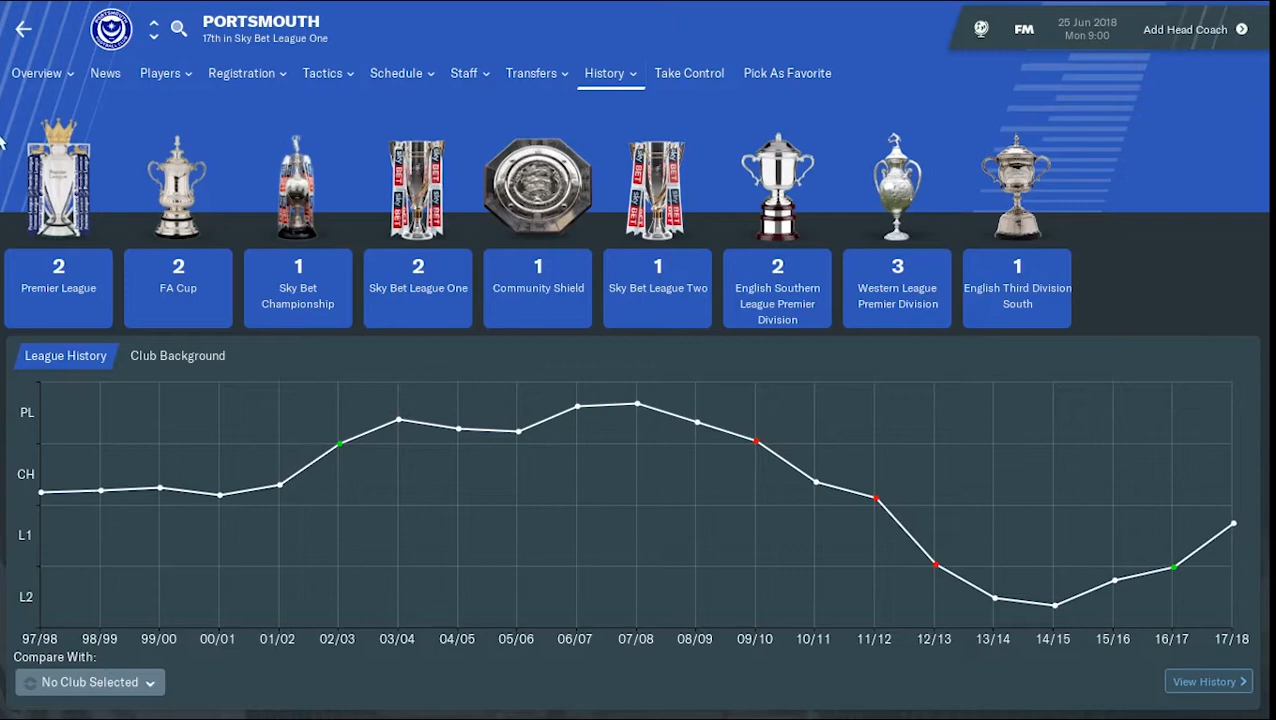 PORTSMOUTH
17th in Sky Bet League One
FM
25 Jun 2018
Mon 9:00
Add Head Coach
Overview
News
Players
Registration
Tactics
Schedule
Staff
Transfers
History
Take Control
Pick As Favorite
2
Premier League
2
FA Cup
1
Sky Bet
Championship
2
Sky Bet League One
1
Community Shield
1
Sky Bet League Two
2
English Southern
League Premier
Division
3
Western League
Premier Division
1
English Third Division
South
League History
Club Background
PL
CH
L1
L2
97/98 98/99 99/00 00/01 01/02 02/03 03/04 04/05 05/06 06/07 07/08 08/09 09/10 10/11 11/12 12/13 13/14 14/15 15/16 16/17 17/18
Compare With:
No Club Selected
View History